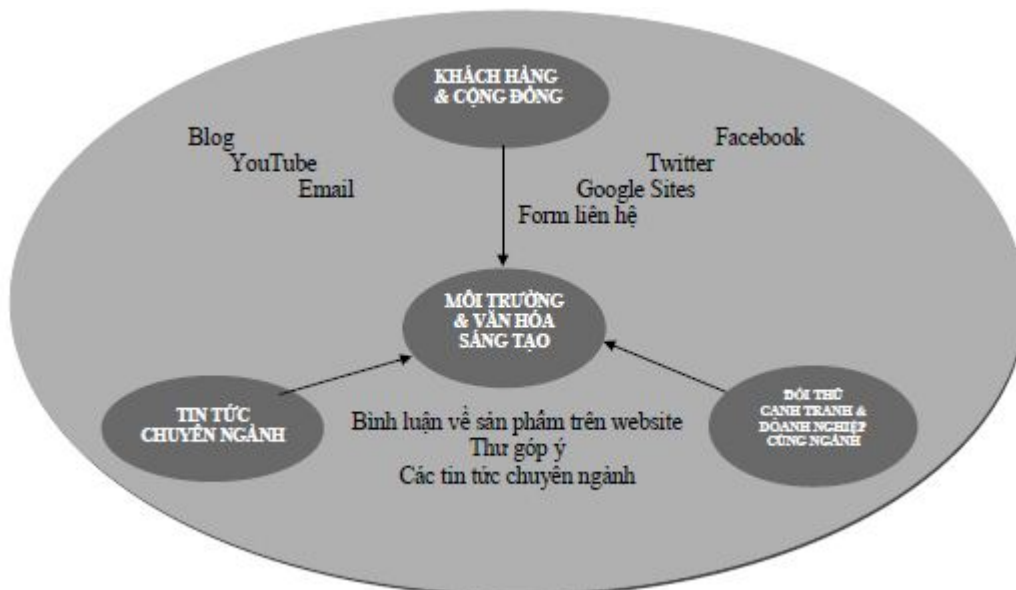 KHÁCH HÀNG
& CỘNG ĐỒNG
Blog
Facebook
YouTube
Twitter
Email
Google Sites
Form liên hệ
MÔI TRƯỜNG
& VĂN HÓA
SÁNG TẠO
TIN TỨC
CHUYÊN NGÀNH
Bình luận về sản phẩm trên website
Thư góp ý
Các tin tức chuyên ngành
ĐỐI THỦ
CẠNH TRANH &
DOANH NGHIỆP
CÙNG NGÀNH